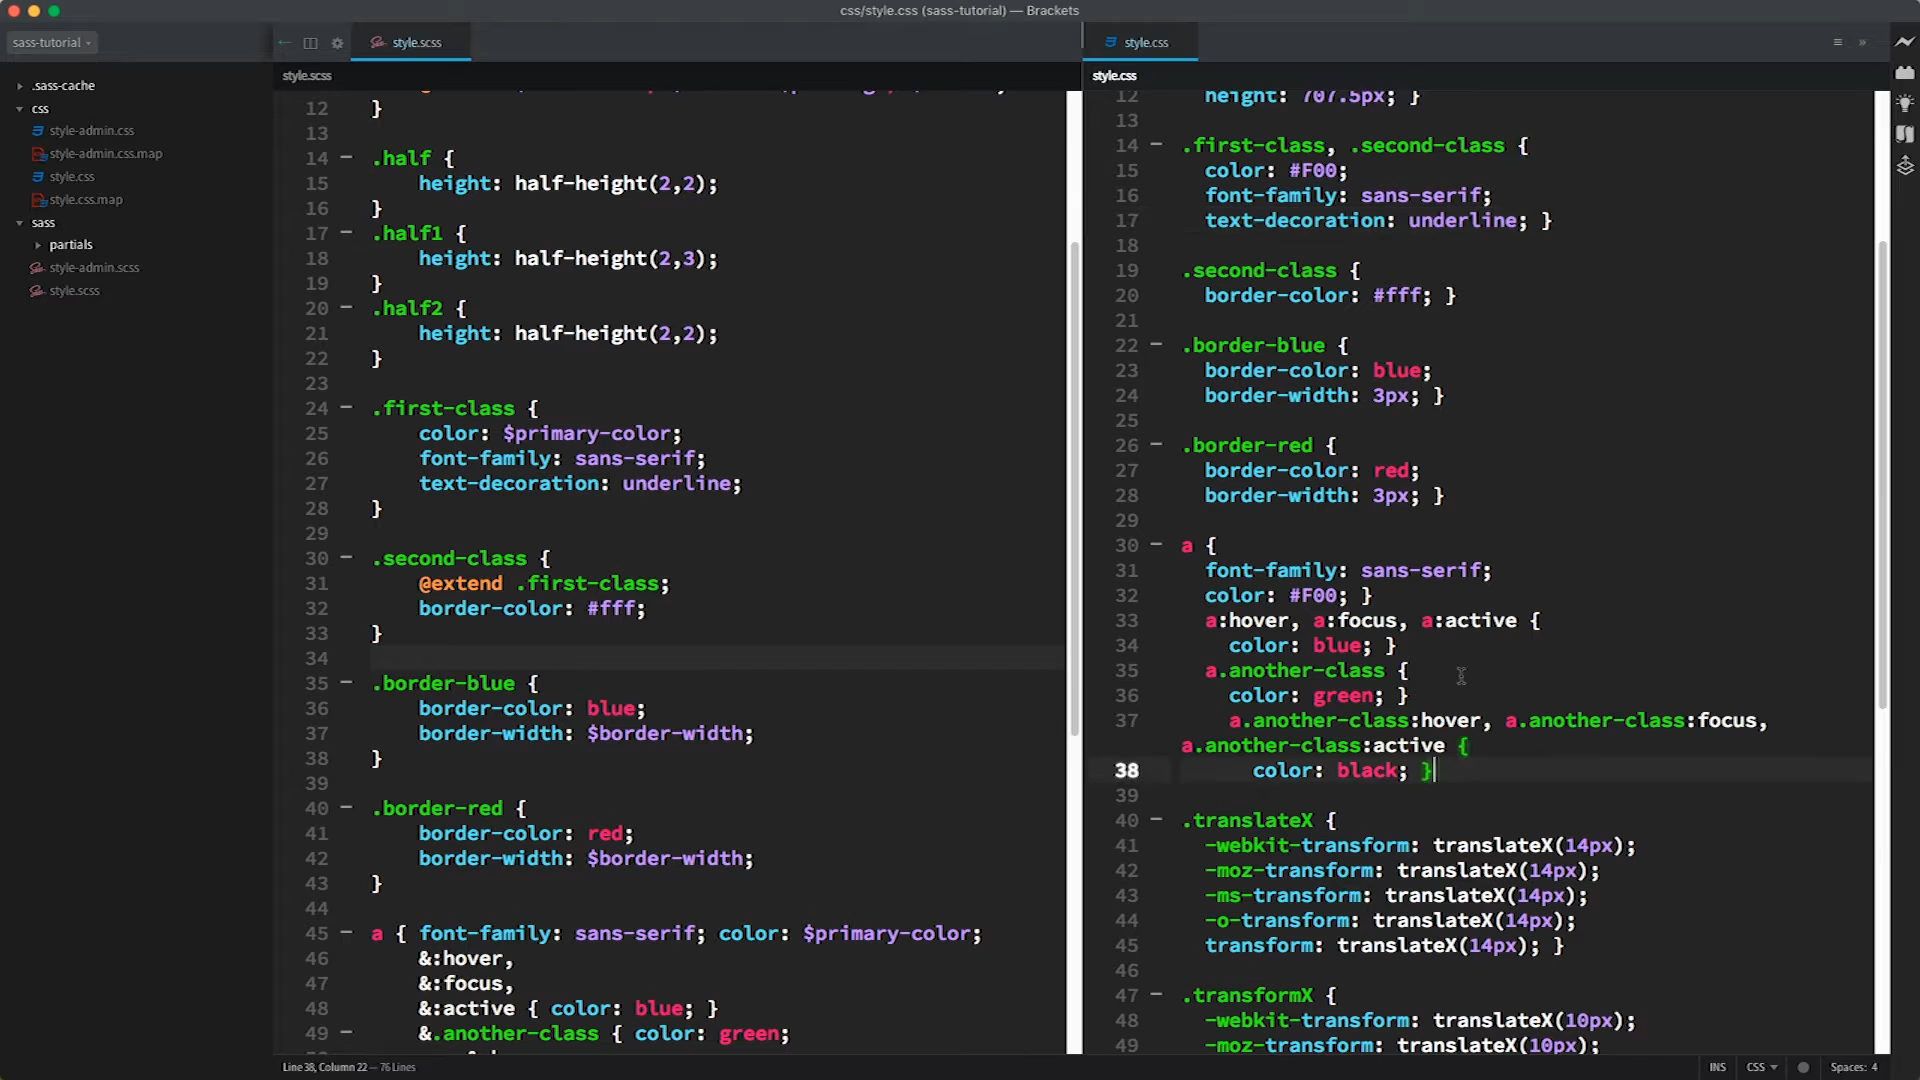 css/style.css (sass-tutorial) — Brackets
sass-tutorial
.sass-cache
css
style-admin.css
style-admin.css.map
style.css
style.css.map
sass
partials
style-admin.scss
style.scss
style.scss
style.scss
12 }
13
14 .half {
15 height: half-height(2,2);
16 }
17 .half1 {
18 height: half-height(2,3);
19 }
20 .half2 {
21 height: half-height(2,2);
22 }
23
24 .first-class {
25 color: $primary-color;
26 font-family: sans-serif;
27 text-decoration: underline;
28 }
29
30 .second-class {
31 @extend .first-class;
32 border-color: #fff;
33 }
34
35 .border-blue {
36 border-color: blue;
37 border-width: $border-width;
38 }
39
40 .border-red {
41 border-color: red;
42 border-width: $border-width;
43 }
44
45 a { font-family: sans-serif; color: $primary-color;
46 &:hover,
47 &:focus,
48 &:active { color: blue; }
49 &.another-class { color: green;
style.css
style.css
12 height: 707.5px; }
13
14 .first-class, .second-class {
15 color: #F00;
16 font-family: sans-serif;
17 text-decoration: underline; }
18
19 .second-class {
20 border-color: #fff; }
21
22 .border-blue {
23 border-color: blue;
24 border-width: 3px; }
25
26 .border-red {
27 border-color: red;
28 border-width: 3px; }
29
30 a {
31 font-family: sans-serif;
32 color: #F00; }
33 a:hover, a:focus, a:active {
34 color: blue; }
35 a.another-class {
36 color: green; }
37 a.another-class:hover, a.another-class:focus,
a.another-class:active {
38 color: black; }
39
40 .translateX {
41 -webkit-transform: translateX(14px);
42 -moz-transform: translateX(14px);
43 -ms-transform: translateX(14px);
44 -o-transform: translateX(14px);
45 transform: translateX(14px); }
46
47 .transformX {
48 -webkit-transform: translateX(10px);
49 -moz-transform: translateX(10px);
Line 38, Column 22 — 76 Lines
INS CSS Spaces: 4